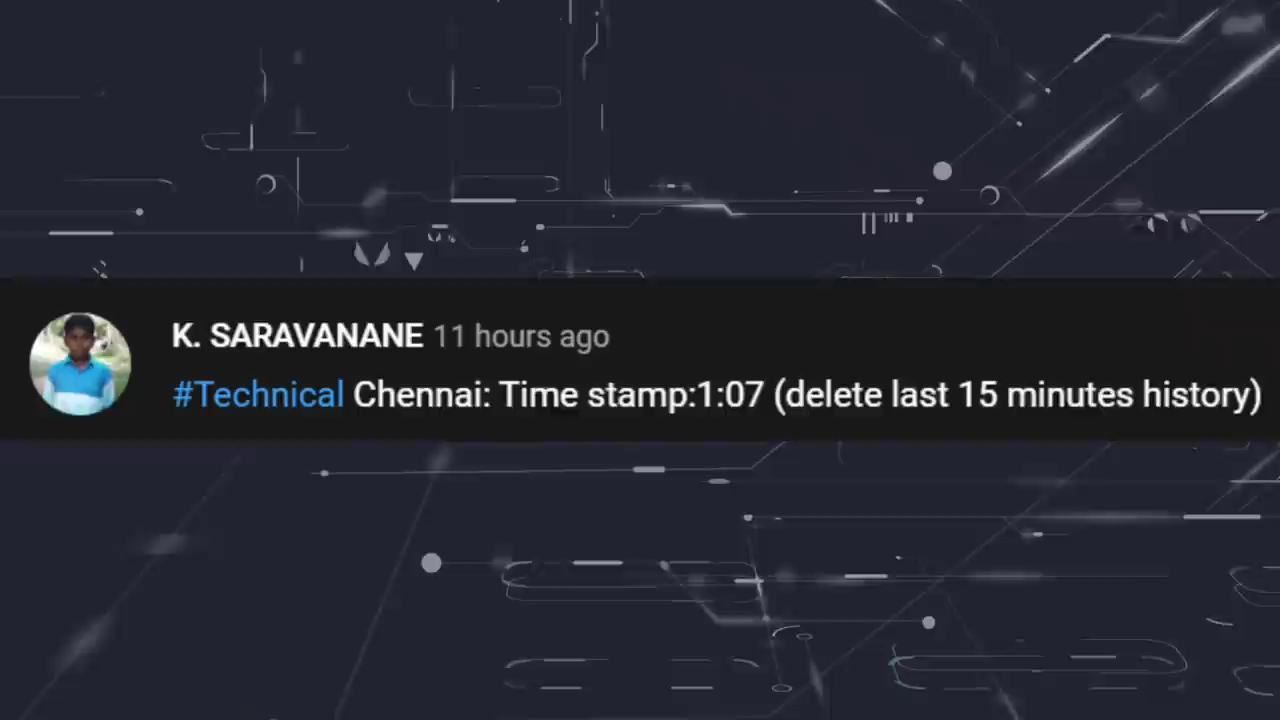 K. SARAVANANE 11 hours ago
#Technical Chennai: Time stamp:1:07 (delete last 15 minutes history)